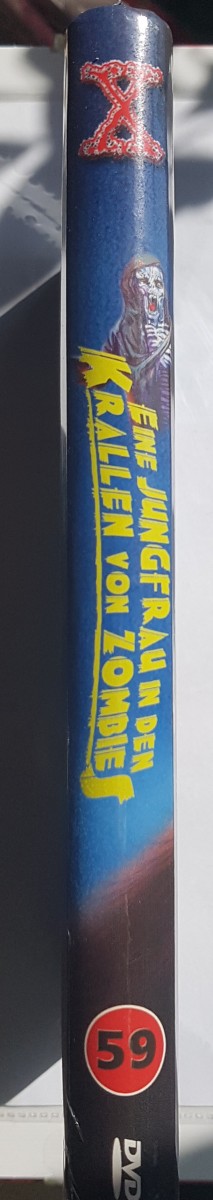 X
EINE JUNGFRAU IN DEN
KRALLEN VON ZOMBIES
59
DVD